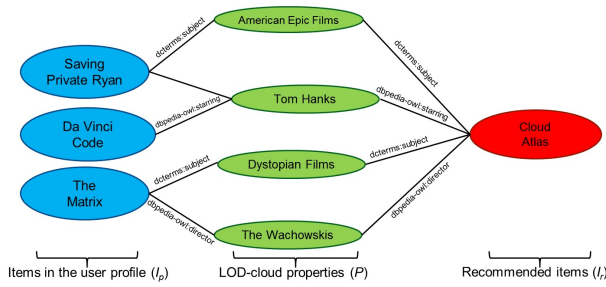 American Epic Films
dcterms:subject
dcterms:subject
Saving
Private Ryan
Tom Hanks
dbpedia-owl:starring
dbpedia-owl:starring
Da Vinci
Code
Cloud
Atlas
Dystopian Films
dcterms:subject
dcterms:subject
The
Matrix
dbpedia-owl:director
dbpedia-owl:director
The Wachowskis
Items in the user profile (Ip)
LOD-cloud properties (P)
Recommended items (Ir)